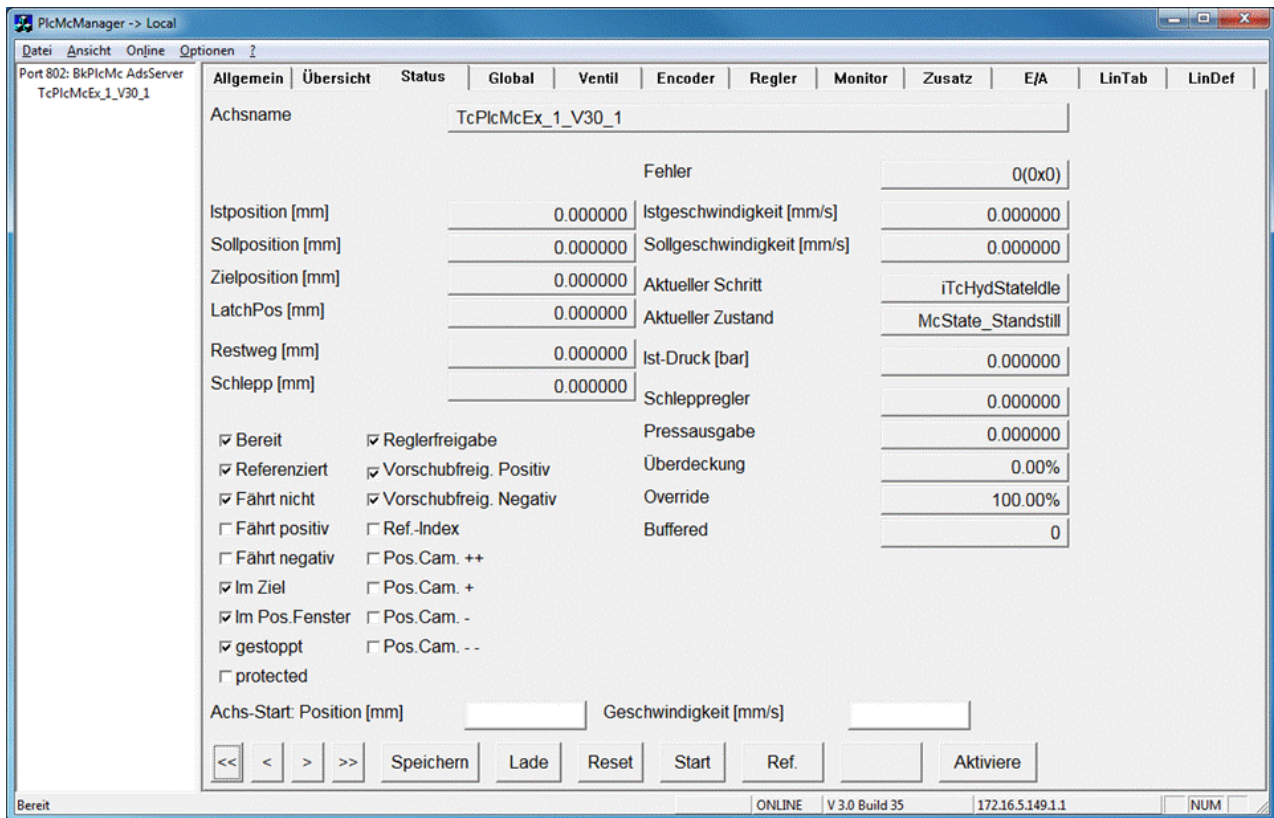 PlcMcManager -> Local
Datei Ansicht Online Optionen ?
Port 802: BkPlcMc AdsServer
TcPlcMcEx_1_V30_1
Allgemein Übersicht Status Global Ventil Encoder Regler Monitor Zusatz E/A LinTab LinDef
Achsname TcPlcMcEx_1_V30_1
Fehler 0(0x0)
Istposition [mm] 0.000000 Istgeschwindigkeit [mm/s] 0.000000
Sollposition [mm] 0.000000 Sollgeschwindigkeit [mm/s] 0.000000
Zielposition [mm] 0.000000 Aktueller Schritt iTcHydStateIdle
LatchPos [mm] 0.000000 Aktueller Zustand McState_Standstill
Restweg [mm] 0.000000 Ist-Druck [bar] 0.000000
Schlepp [mm] 0.000000 Schleppregler 0.000000
Bereit Reglerfreigabe Pressausgabe 0.000000
Referenziert Vorschubfreig. Positiv Überdeckung 0.00%
Fährt nicht Vorschubfreig. Negativ Override 100.00%
Fährt positiv Ref.-Index Buffered 0
Fährt negativ Pos.Cam. ++
Im Ziel Pos.Cam. +
Im Pos.Fenster Pos.Cam. -
gestoppt Pos.Cam. - -
protected
Achs-Start: Position [mm] Geschwindigkeit [mm/s]
<< < > >> Speichern Lade Reset Start Ref. Aktiviere
Bereit ONLINE V 3.0 Build 35 172.16.5.149.1.1 NUM